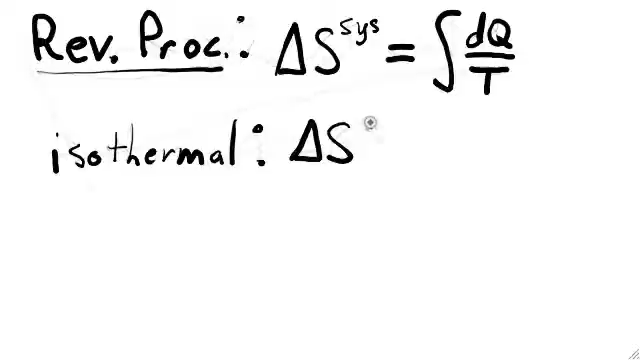 Rev. Proc.: ΔS^sys = ∫ dQ/T
isothermal: ΔS